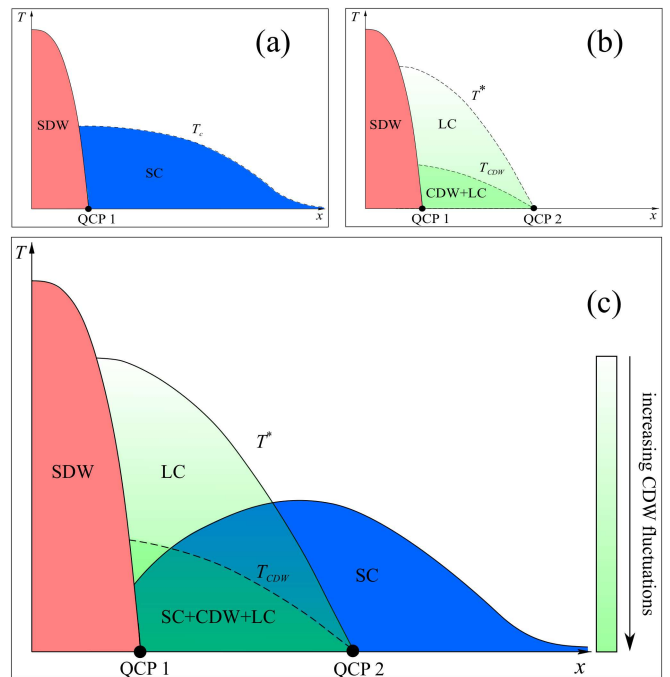 T
(a)
SDW
T_c
SC
QCP 1
x
T
(b)
T*
SDW
LC
T_CDW
CDW+LC
QCP 1
QCP 2
x
T
(c)
T*
SDW
LC
T_CDW
SC
SC+CDW+LC
QCP 1
QCP 2
x
increasing CDW fluctuations